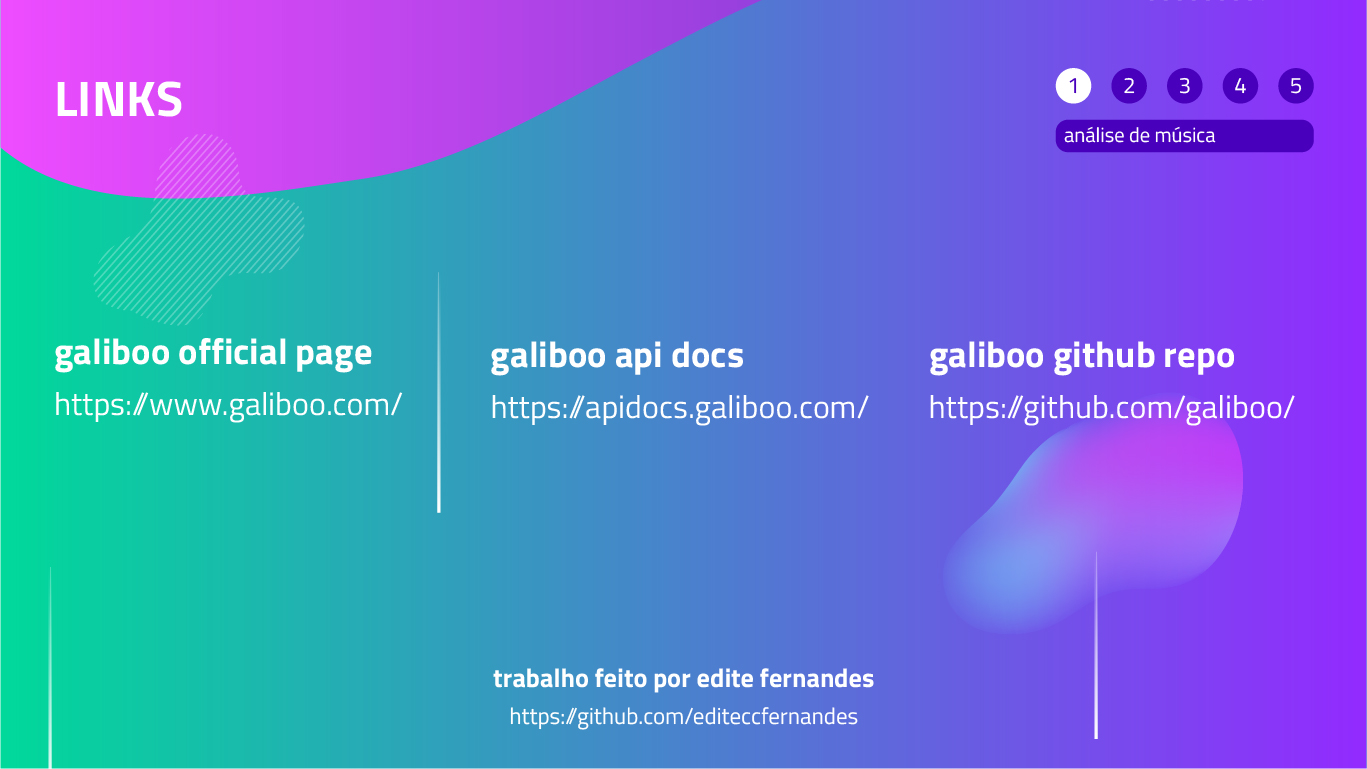 LINKS
1 2 3 4 5
análise de música
galiboo official page
https://www.galiboo.com/
galiboo api docs
https://apidocs.galiboo.com/
galiboo github repo
https://github.com/galiboo/
trabalho feito por edite fernandes
https://github.com/editeccfernandes